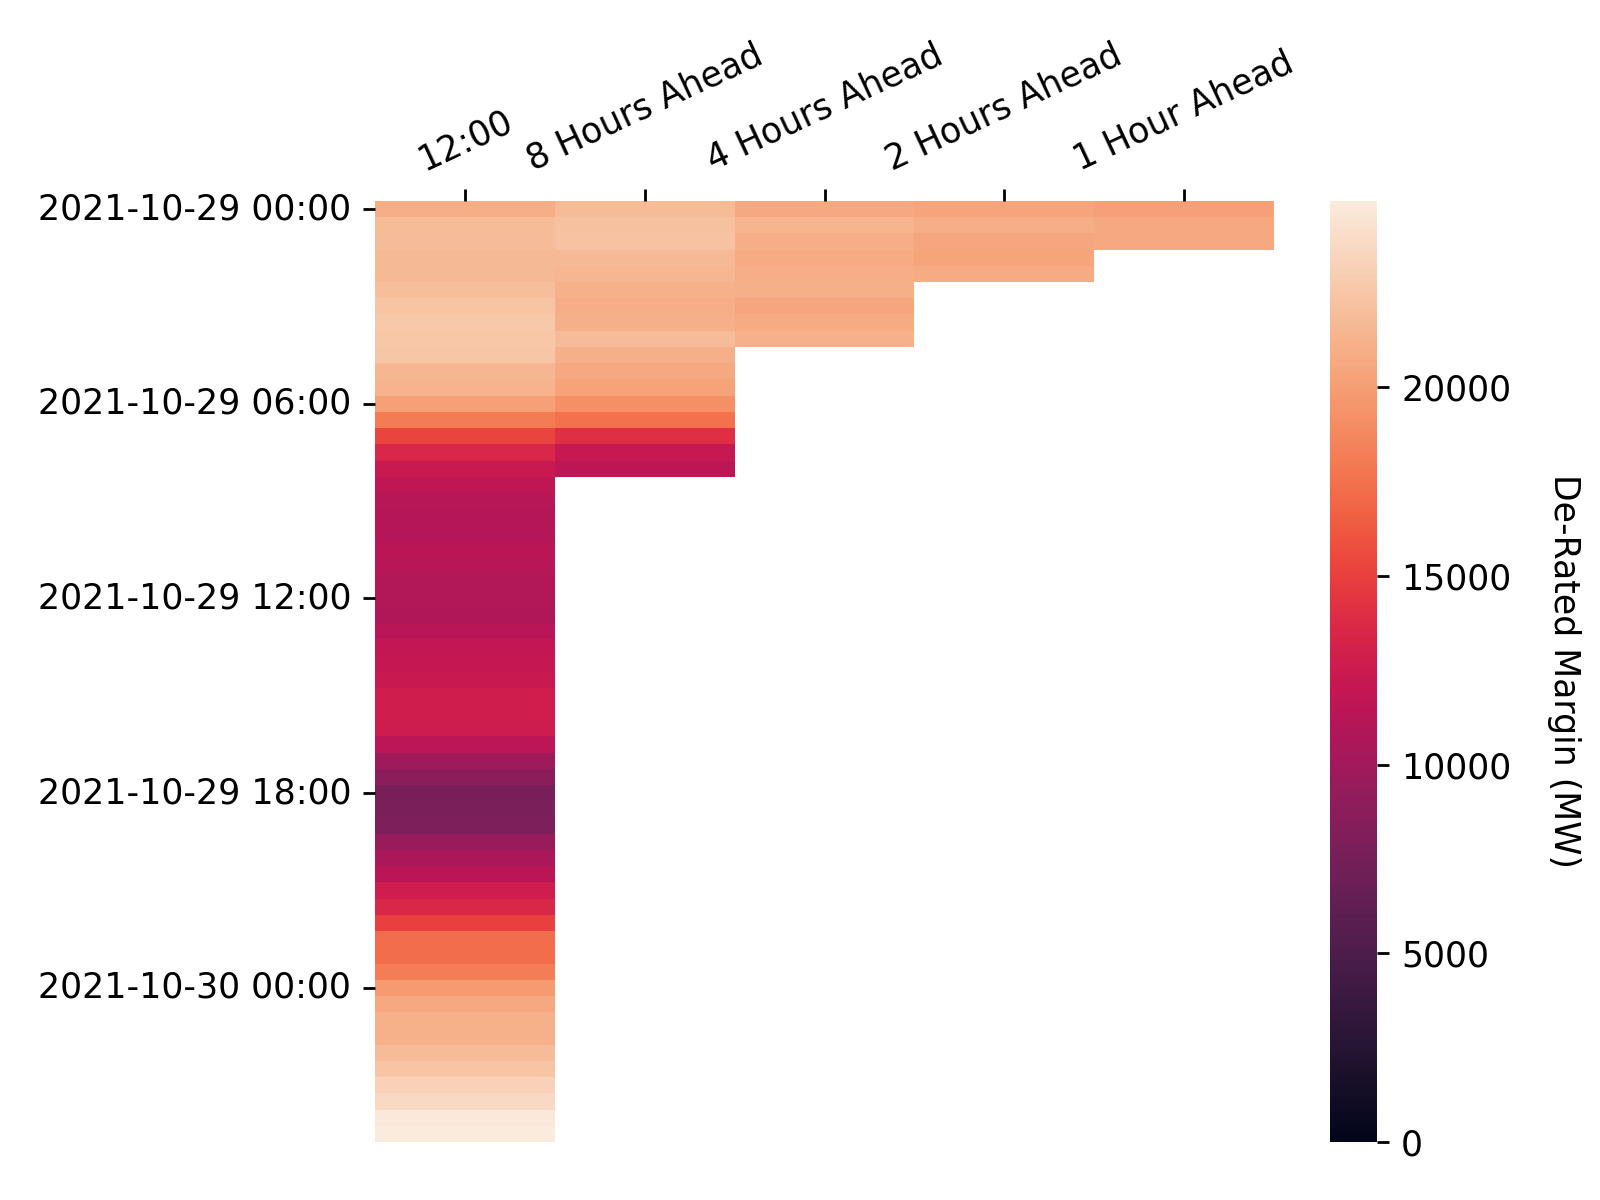 12:00
8 Hours Ahead
4 Hours Ahead
2 Hours Ahead
1 Hour Ahead
2021-10-29 00:00
2021-10-29 06:00
2021-10-29 12:00
2021-10-29 18:00
2021-10-30 00:00
20000
15000
10000
5000
0
De-Rated Margin (MW)